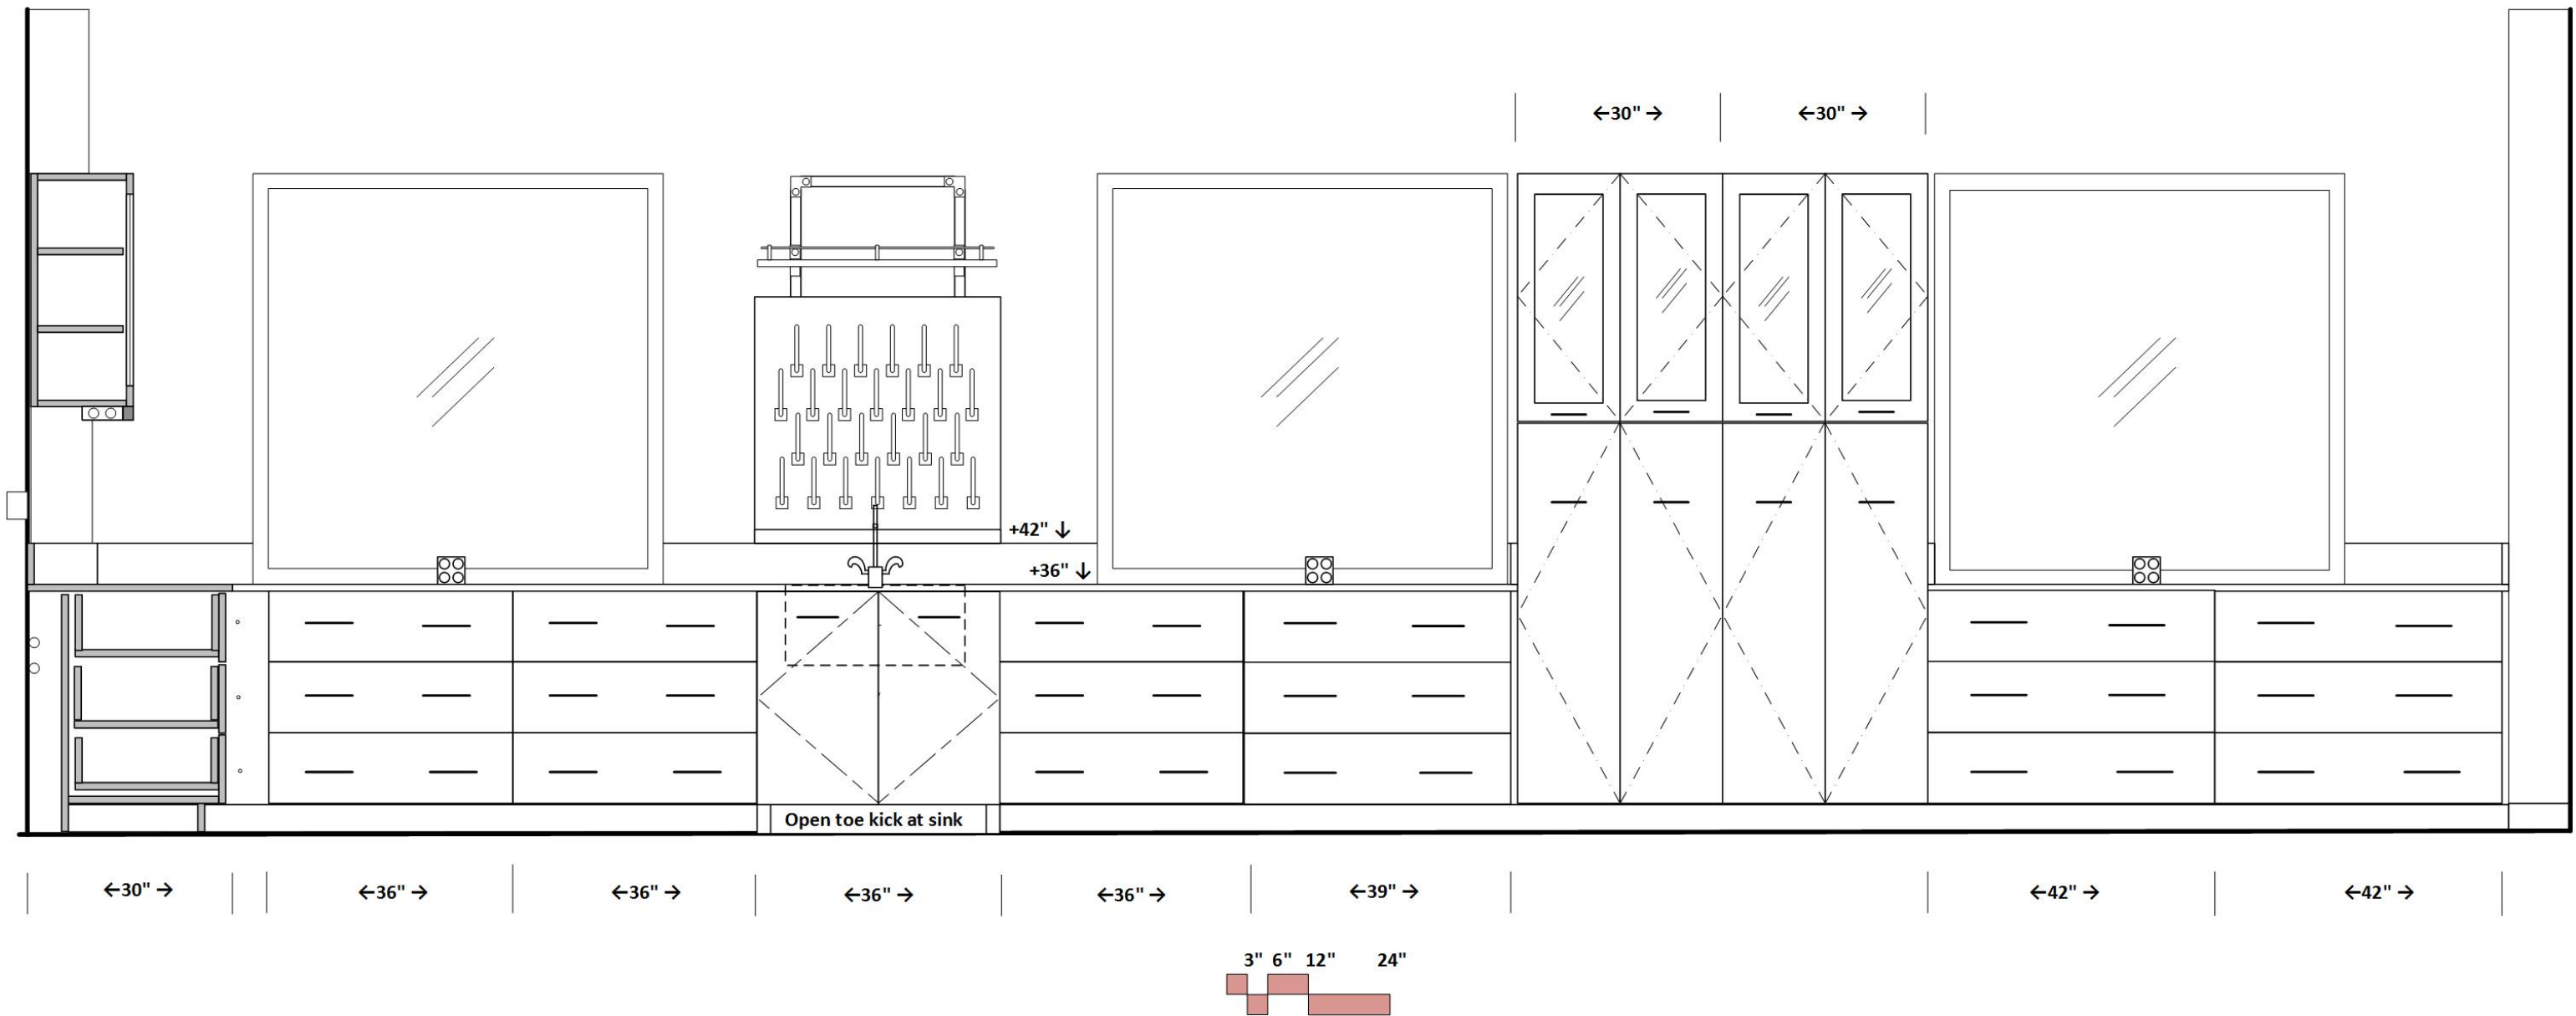 ←30" → ←30" →
+42" ↓
+36" ↓
Open toe kick at sink
←30" → ←36" → ←36" → ←36" → ←36" → ←39" → ←42" → ←42" →
3" 6" 12" 24"